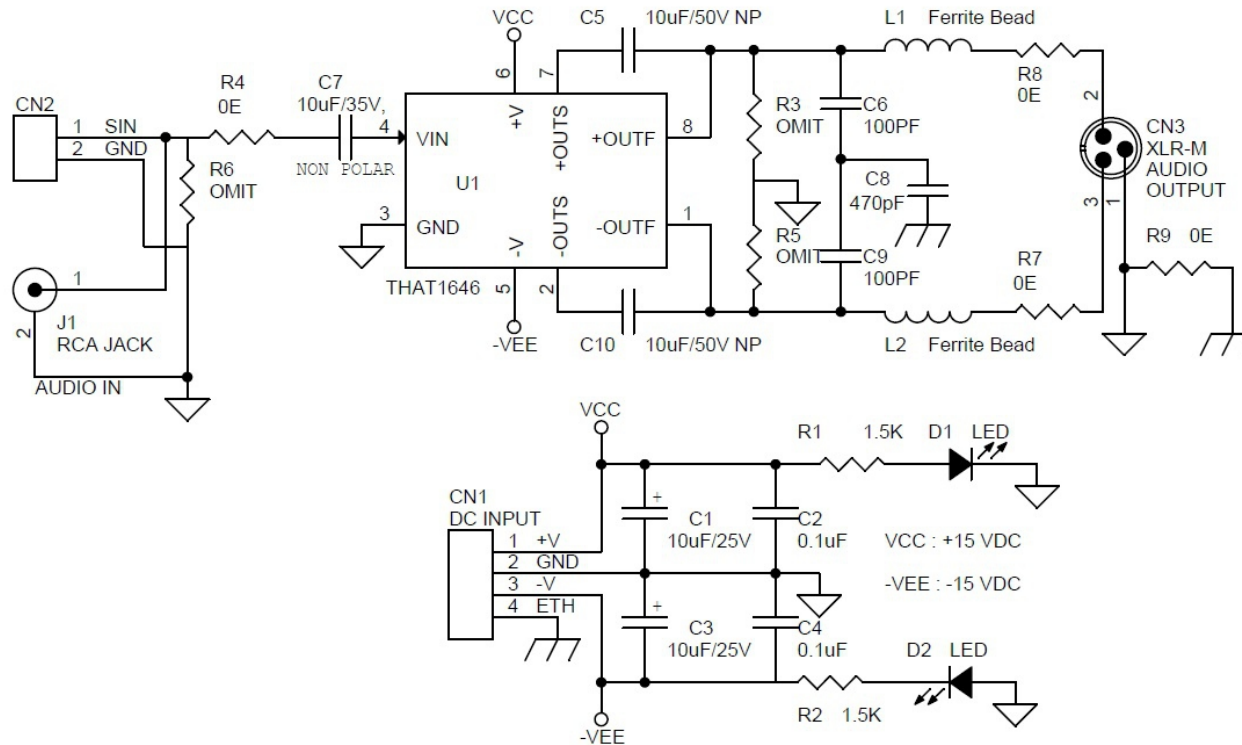 VCC
C5
10uF/50V NP
L1 Ferrite Bead
6
7
R4
0E
C7
10uF/35V,
NON POLAR
CN2
1 SIN
2 GND
R6
OMIT
4
VIN
+V
+OUTS
+OUTF
8
U1
3
GND
-V
-OUTS
-OUTF
1
THAT1646
5
2
-VEE
C10
10uF/50V NP
R3
OMIT
R5
OMIT
C6
100PF
C8
470pF
C9
100PF
R8
0E
2
CN3
XLR-M
AUDIO
OUTPUT
3
1
R9 0E
R7
0E
L2 Ferrite Bead
1
2
J1
RCA JACK
AUDIO IN
VCC
R1 1.5K
D1 LED
CN1
DC INPUT
1 +V
2 GND
3 -V
4 ETH
+
C1
10uF/25V
C2
0.1uF
VCC : +15 VDC
-VEE : -15 VDC
+
C3
10uF/25V
C4
0.1uF
D2 LED
R2 1.5K
-VEE